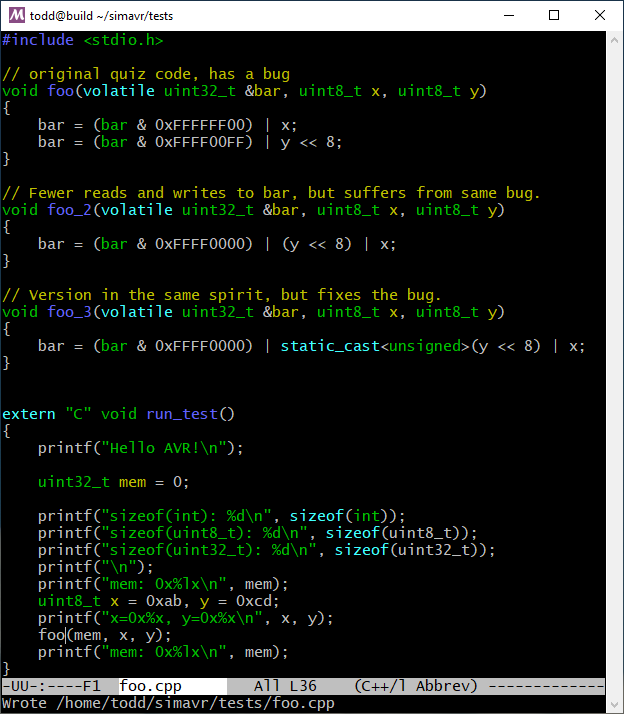 todd@build ~/simavr/tests
#include <stdio.h>

// original quiz code, has a bug
void foo(volatile uint32_t &bar, uint8_t x, uint8_t y)
{
    bar = (bar & 0xFFFFFF00) | x;
    bar = (bar & 0xFFFF00FF) | y << 8;
}

// Fewer reads and writes to bar, but suffers from same bug.
void foo_2(volatile uint32_t &bar, uint8_t x, uint8_t y)
{
    bar = (bar & 0xFFFF0000) | (y << 8) | x;
}

// Version in the same spirit, but fixes the bug.
void foo_3(volatile uint32_t &bar, uint8_t x, uint8_t y)
{
    bar = (bar & 0xFFFF0000) | static_cast<unsigned>(y << 8) | x;
}


extern "C" void run_test()
{
    printf("Hello AVR!\n");

    uint32_t mem = 0;

    printf("sizeof(int): %d\n", sizeof(int));
    printf("sizeof(uint8_t): %d\n", sizeof(uint8_t));
    printf("sizeof(uint32_t): %d\n", sizeof(uint32_t));
    printf("\n");
    printf("mem: 0x%lx\n", mem);
    uint8_t x = 0xab, y = 0xcd;
    printf("x=0x%x, y=0x%x\n", x, y);
    foo(mem, x, y);
    printf("mem: 0x%lx\n", mem);
}
-UU-:----F1  foo.cpp        All L36    (C++/l Abbrev) -------------
Wrote /home/todd/simavr/tests/foo.cpp